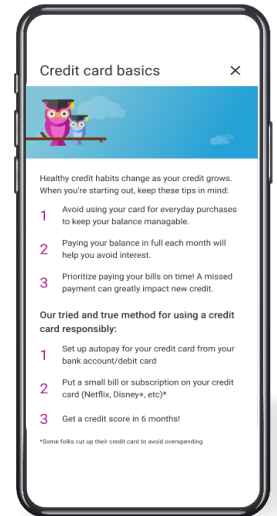 Credit card basics
Healthy credit habits change as your credit grows.
When you're starting out, keep these tips in mind:
1 Avoid using your card for everyday purchases
to keep your balance managable.
2 Paying your balance in full each month will
help you avoid interest.
3 Prioritize paying your bills on time! A missed
payment can greatly impact new credit.
Our tried and true method for using a credit
card responsibly:
1 Set up autopay for your credit card from your
bank account/debit card
2 Put a small bill or subscription on your credit
card (Netflix, Disney+, etc)*
3 Get a credit score in 6 months!
*Some folks cut up their credit card to avoid overspending